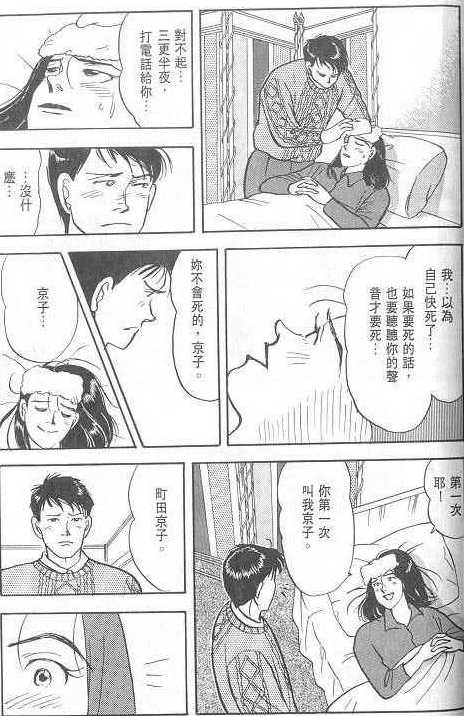 對不起…
三更半夜，
打電話給你…
…沒什
麼…
我…以為
自己快死了…
如果要死的話，
也要聽聽你的聲
音才要死…
妳不會死的，京子。
京子…
第一次
耶！
你第一次
叫我京子。
町田京子。